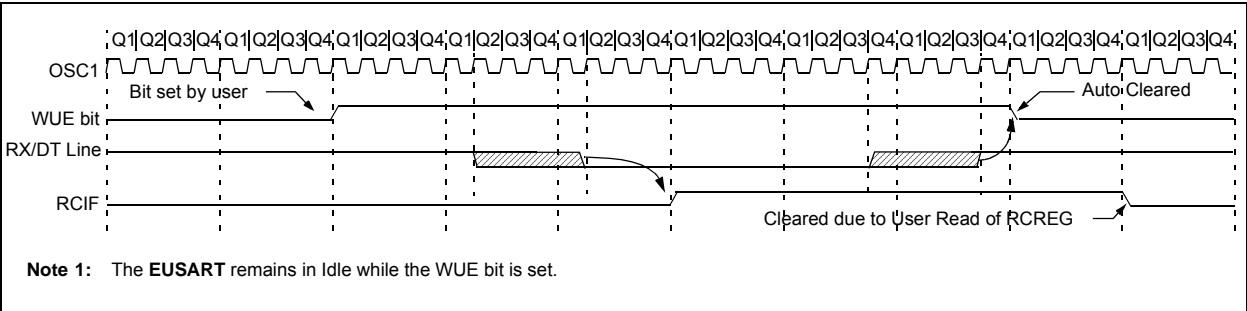 Q1 Q2 Q3 Q4 Q1 Q2 Q3 Q4 Q1 Q2 Q3 Q4 Q1 Q2 Q3 Q4 Q1 Q2 Q3 Q4 Q1 Q2 Q3 Q4 Q1 Q2 Q3 Q4 Q1 Q2 Q3 Q4 Q1 Q2 Q3 Q4 Q1 Q2 Q3 Q4
OSC1
Bit set by user
Auto Cleared
WUE bit
RX/DT Line
RCIF
Cleared due to User Read of RCREG
Note 1: The EUSART remains in Idle while the WUE bit is set.